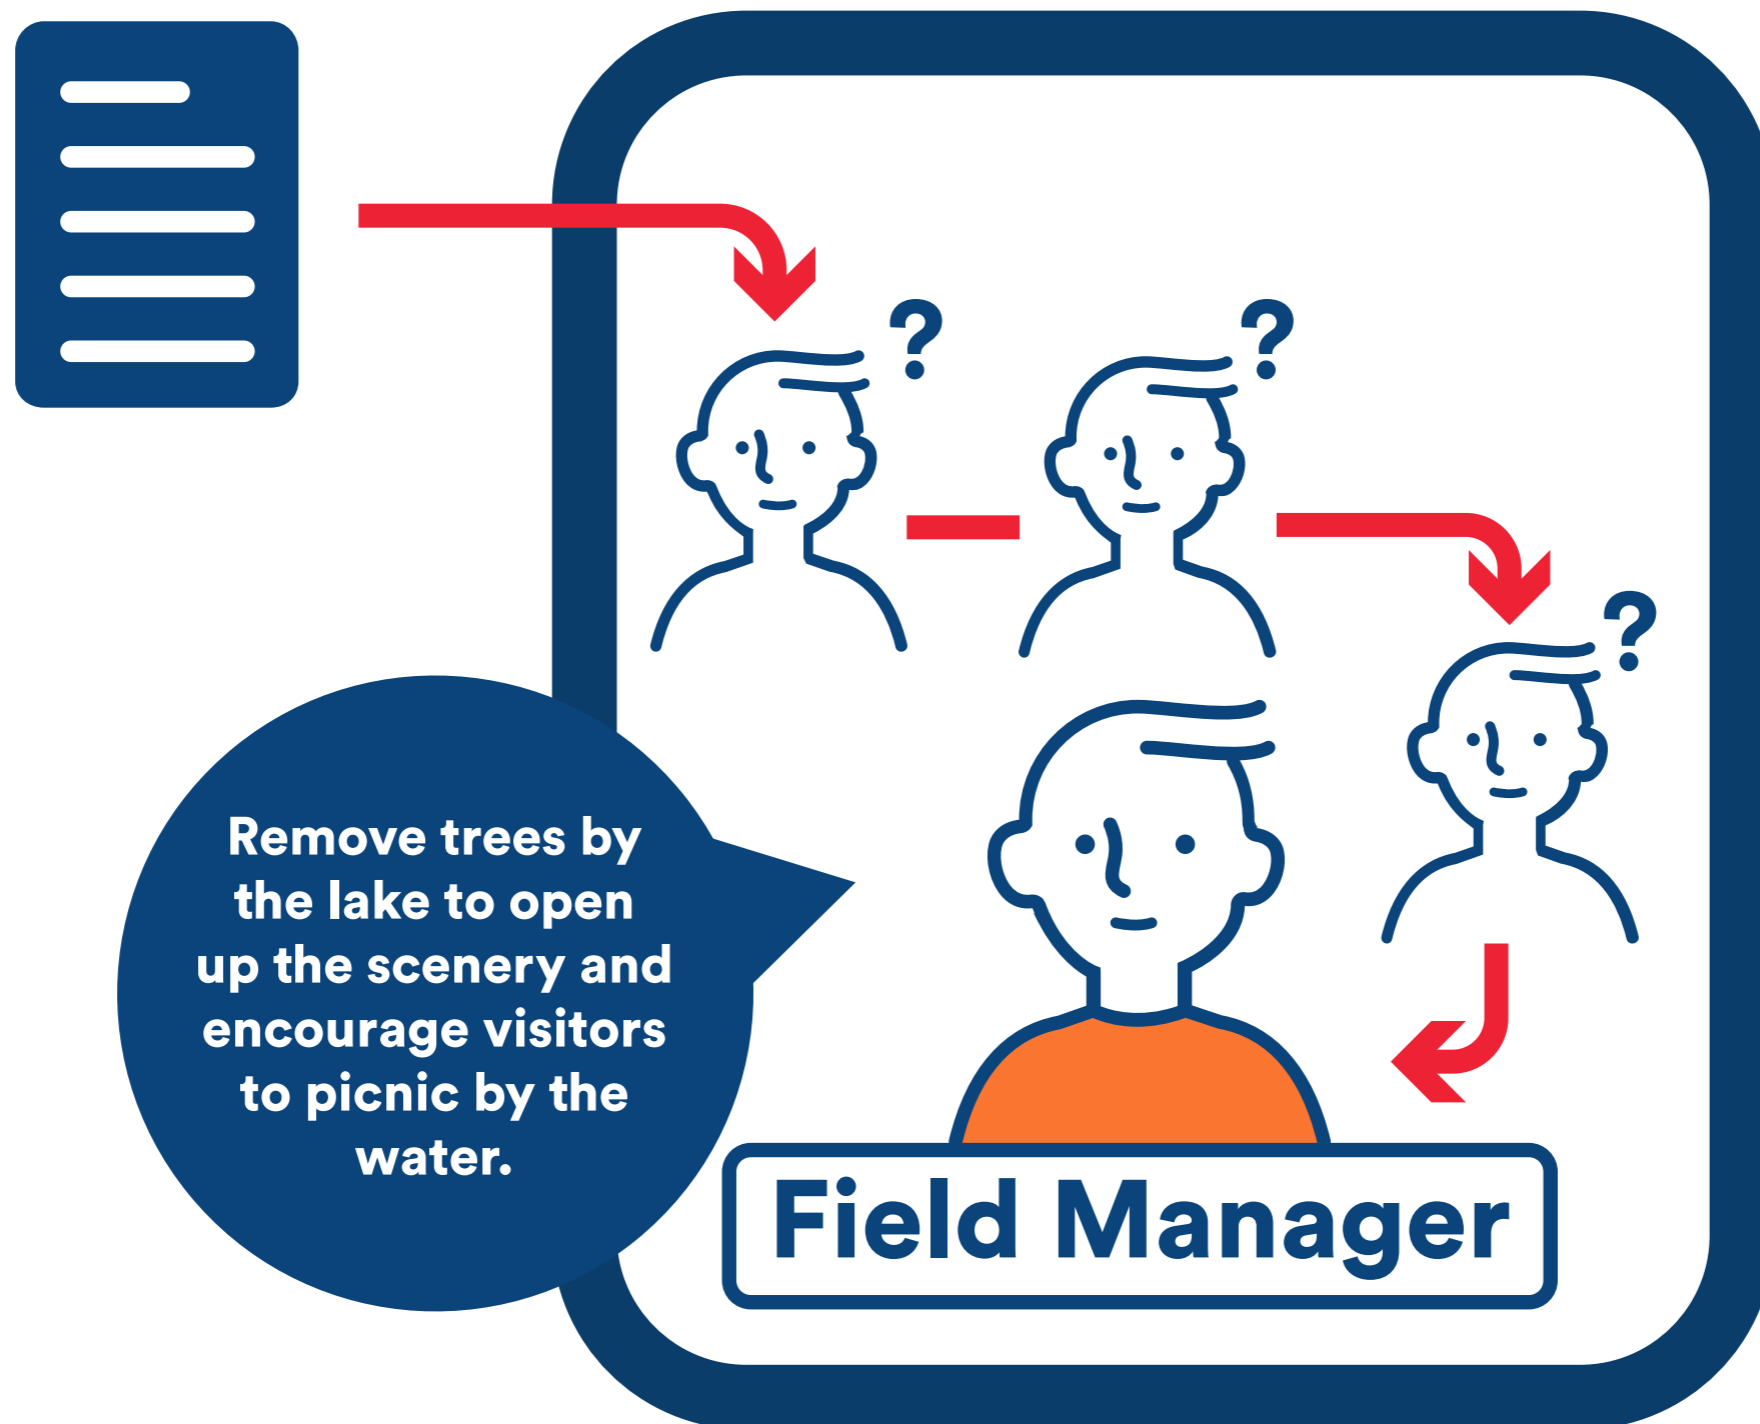 ?
?
?
Remove trees by
the lake to open
up the scenery and
encourage visitors
to picnic by the
water.
Field Manager